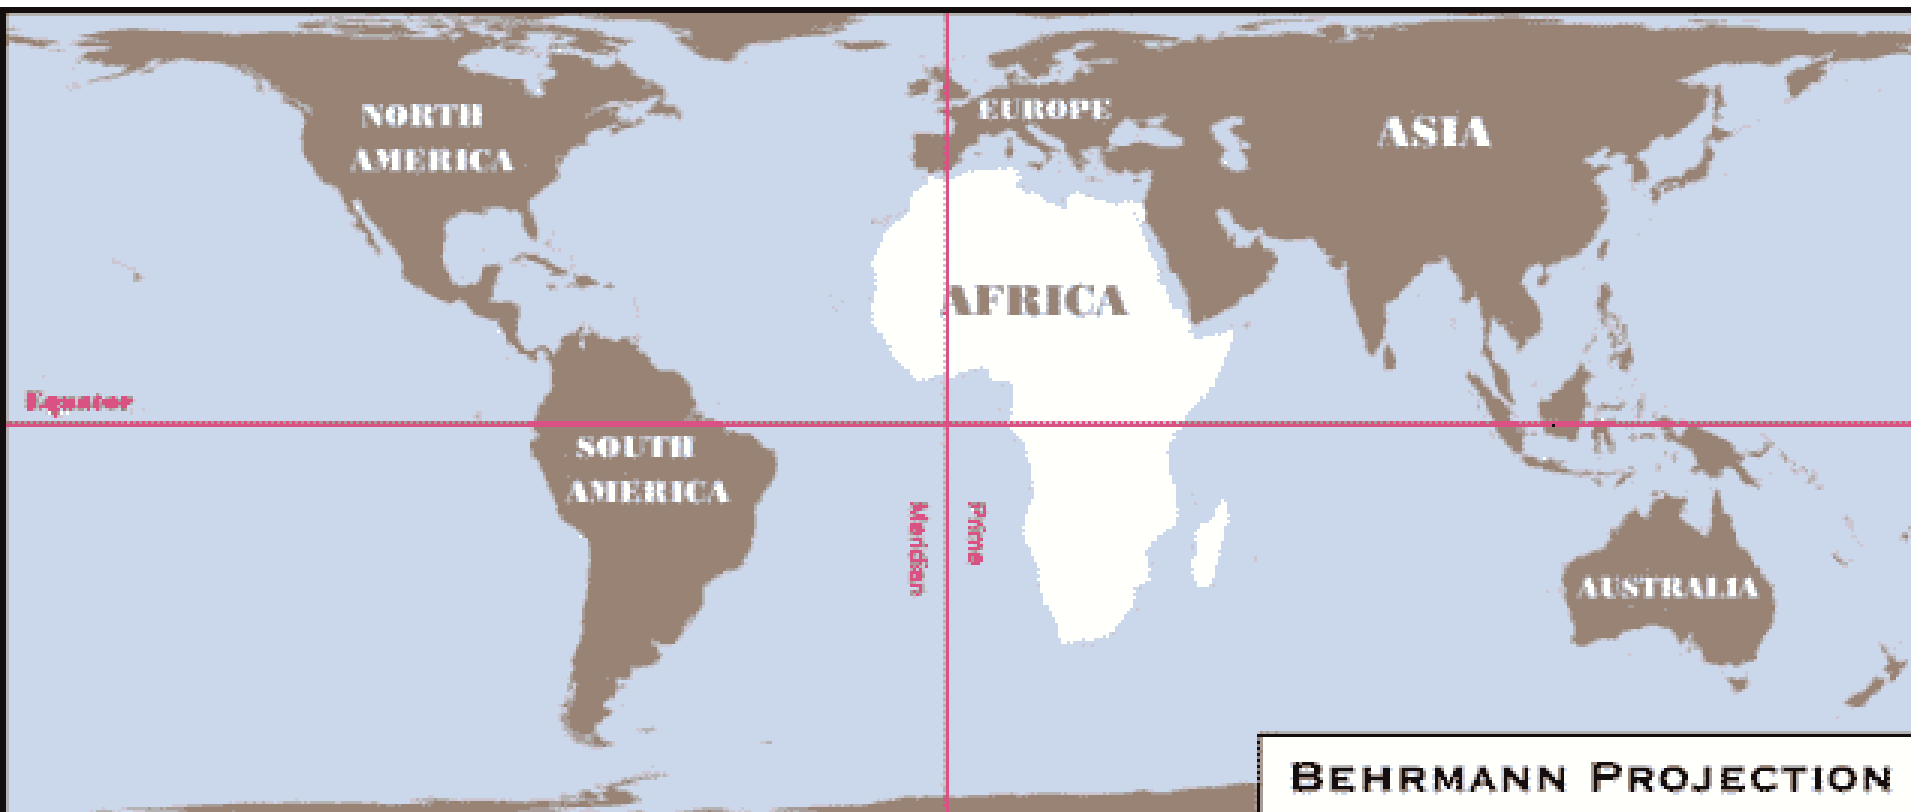 NORTH
AMERICA
EUROPE
ASIA
AFRICA
Equator
SOUTH
AMERICA
Prime
Meridian
AUSTRALIA
BEHRMANN PROJECTION